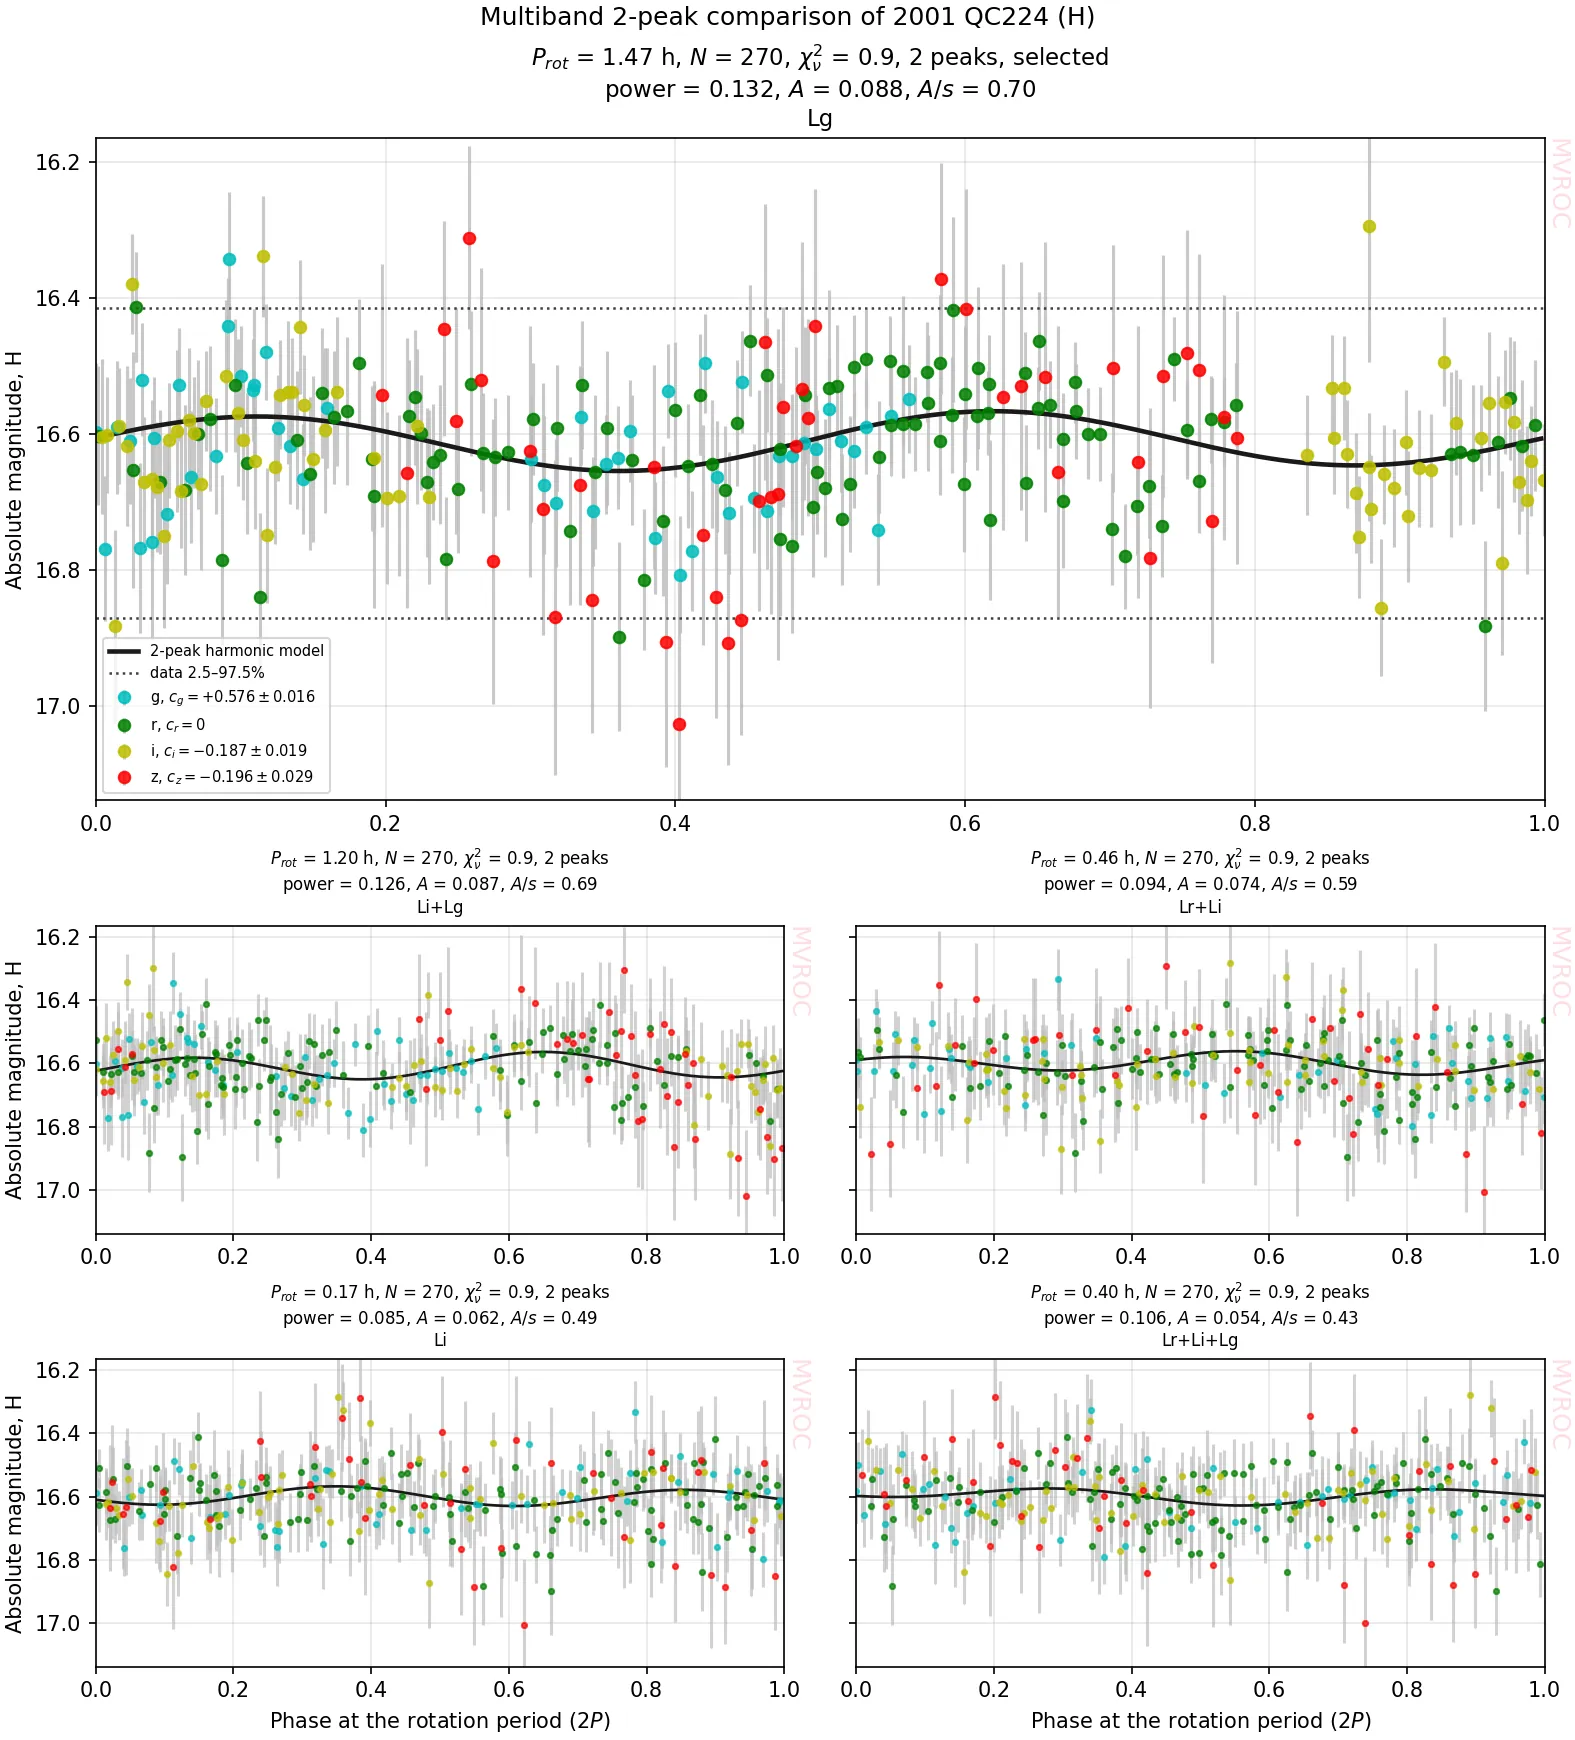 Multiband 2-peak comparison of 2001 QC224 (H)
P_rot = 1.47 h, N = 270, χ²_ν = 0.9, 2 peaks, selected
power = 0.132, A = 0.088, A/s = 0.70
Lg
MVROC
Absolute magnitude, H
16.2
16.4
16.6
16.8
17.0
2-peak harmonic model
data 2.5–97.5%
g, c_g = +0.576 ± 0.016
r, c_r = 0
i, c_i = −0.187 ± 0.019
z, c_z = −0.196 ± 0.029
0.0 0.2 0.4 0.6 0.8 1.0
P_rot = 1.20 h, N = 270, χ²_ν = 0.9, 2 peaks
power = 0.126, A = 0.087, A/s = 0.69
Li+Lg
MVROC
Absolute magnitude, H
16.2
16.4
16.6
16.8
17.0
0.0 0.2 0.4 0.6 0.8 1.0
P_rot = 0.46 h, N = 270, χ²_ν = 0.9, 2 peaks
power = 0.094, A = 0.074, A/s = 0.59
Lr+Li
MVROC
0.0 0.2 0.4 0.6 0.8 1.0
P_rot = 0.17 h, N = 270, χ²_ν = 0.9, 2 peaks
power = 0.085, A = 0.062, A/s = 0.49
Li
MVROC
Absolute magnitude, H
16.2
16.4
16.6
16.8
17.0
0.0 0.2 0.4 0.6 0.8 1.0
Phase at the rotation period (2P)
P_rot = 0.40 h, N = 270, χ²_ν = 0.9, 2 peaks
power = 0.106, A = 0.054, A/s = 0.43
Lr+Li+Lg
MVROC
0.0 0.2 0.4 0.6 0.8 1.0
Phase at the rotation period (2P)